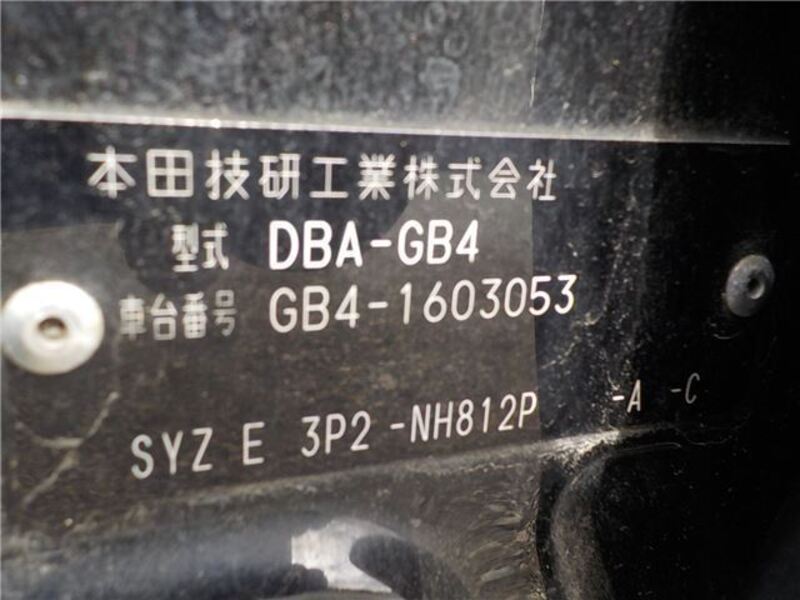 本田技研工業株式会社
型式 DBA-GB4
車台番号 GB4-1603053
SYZ E 3P2 -NH812P -A -C